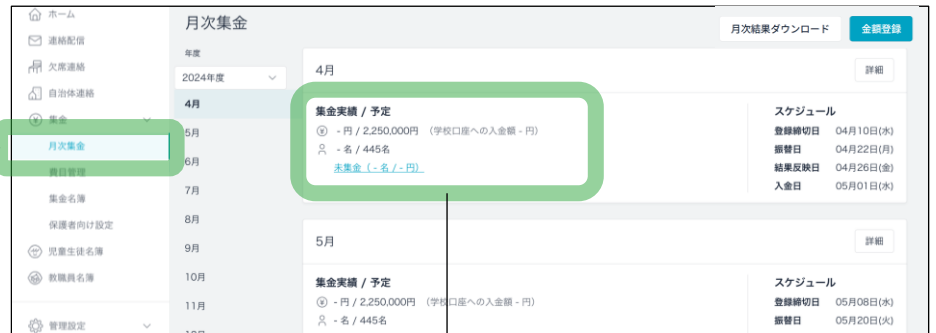 ホーム
連絡配信
欠席連絡
自治体連絡
集金
月次集金
費目管理
集金名簿
保護者向け設定
児童生徒名簿
教職員名簿
管理設定
月次集金
月次結果ダウンロード
金額登録
年度
2024年度
4月
5月
6月
7月
8月
9月
10月
11月
4月
詳細
集金実績 / 予定
- 円 / 2,250,000円 （学校口座への入金額 - 円）
- 名 / 445名
未集金（ - 名 / - 円）
スケジュール
登録締切日 04月10日(水)
振替日 04月22日(月)
結果反映日 04月26日(金)
入金日 05月01日(水)
5月
詳細
集金実績 / 予定
- 円 / 2,250,000円 （学校口座への入金額 - 円）
- 名 / 445名
スケジュール
登録締切日 05月08日(水)
振替日 05月20日(火)